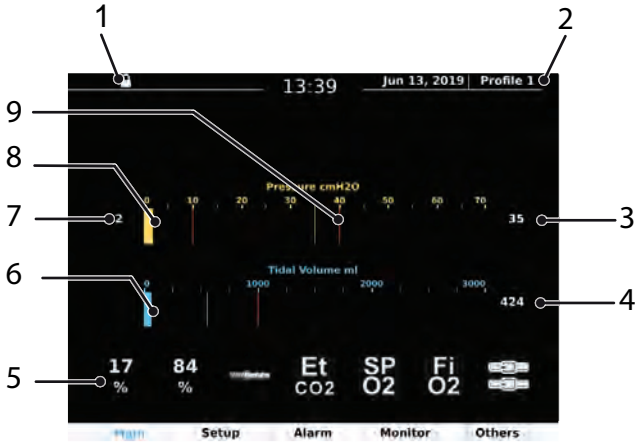 1
2
13:39
Jun 13, 2019
Profile 1
9
8
Pressure cmH2O
0 10 20 30 40 50 60 70
7
2
35
3
6
Tidal Volume ml
0 1000 2000 3000
424
4
5
17 84 Et SP Fi
% % CO2 O2 O2
Main Setup Alarm Monitor Others